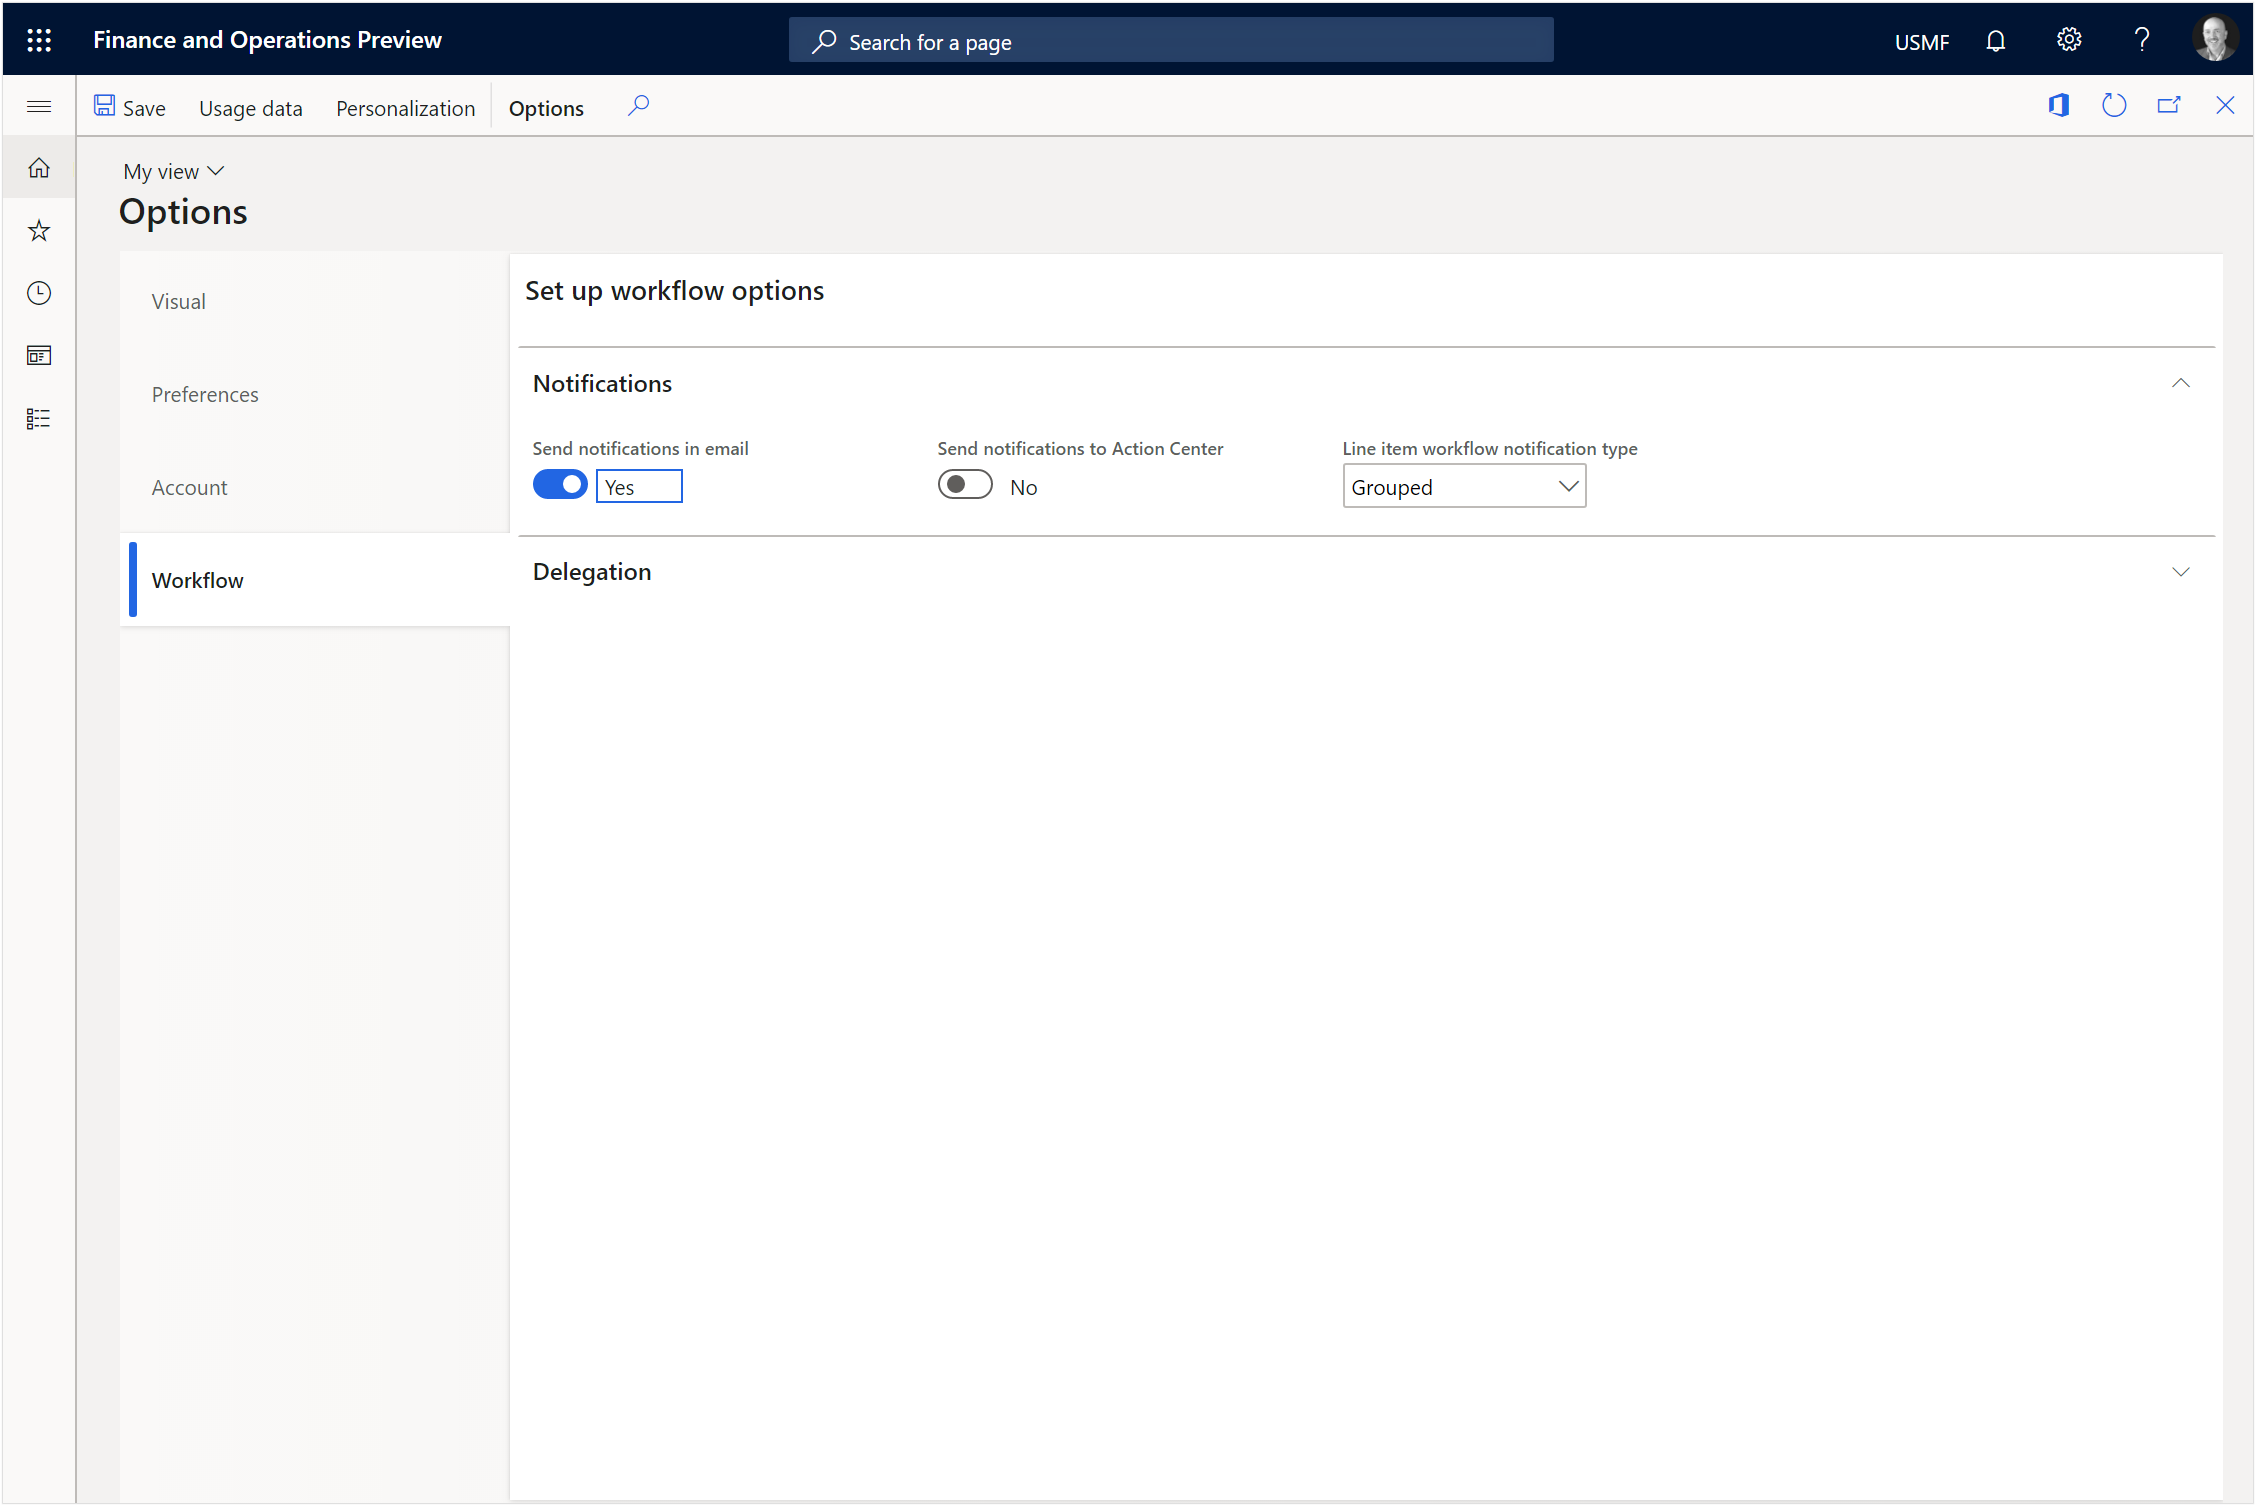 Finance and Operations Preview
Search for a page
USMF
Save
Usage data
Personalization
Options
My view
Options
Visual
Preferences
Account
Workflow
Set up workflow options
Notifications
Send notifications in email
Yes
Send notifications to Action Center
No
Line item workflow notification type
Grouped
Delegation